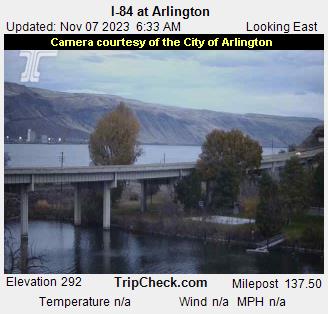 I-84 at Arlington
Updated: Nov 07 2023 6:33 AM Looking East
Camera courtesy of the City of Arlington
Elevation 292 TripCheck.com Milepost 137.50
Temperature n/a Wind n/a MPH n/a